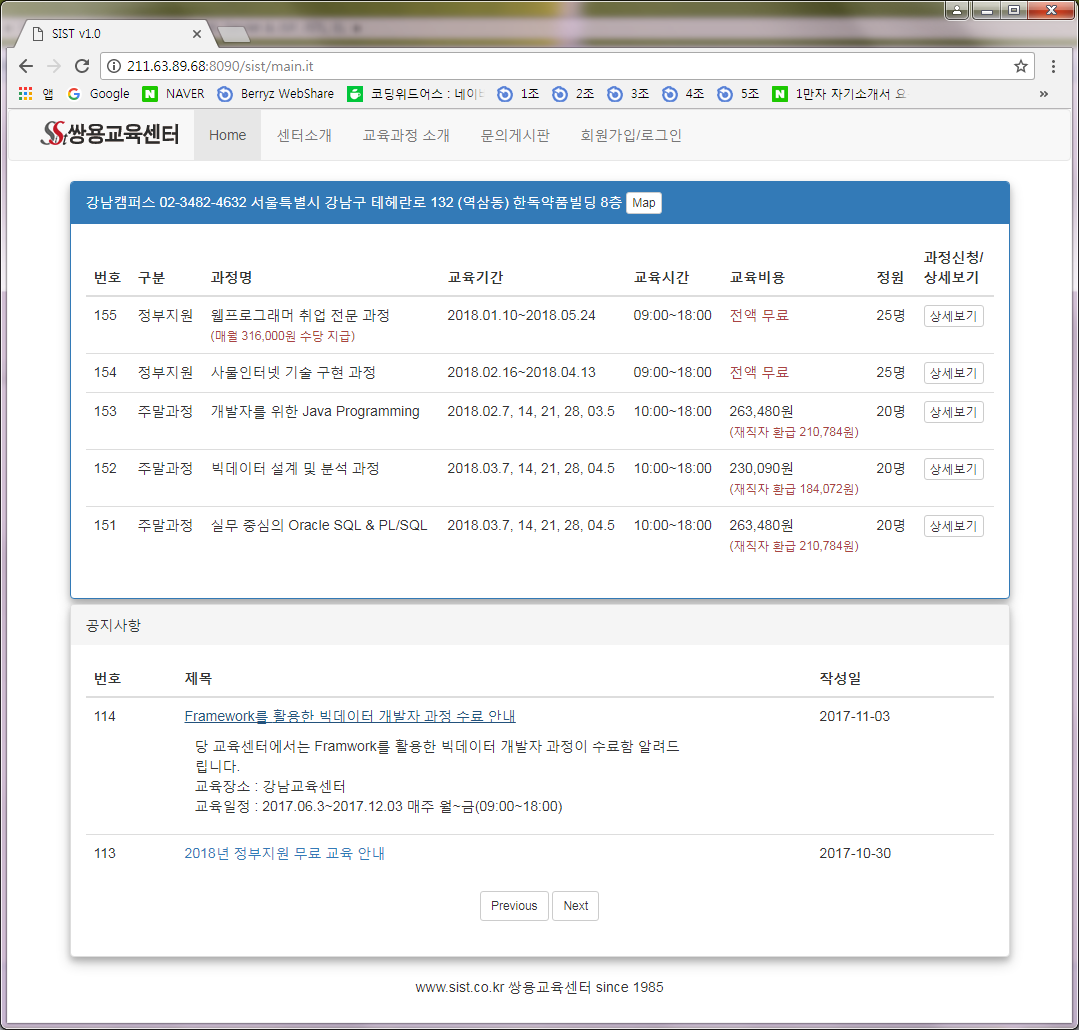 SIST v1.0
211.63.89.68:8090/sist/main.it
앱 Google NAVER Berryz WebShare 코딩위드어스 : 네이버 1조 2조 3조 4조 5조 1만자 자기소개서 요 »
SSt쌍용교육센터 Home 센터소개 교육과정 소개 문의게시판 회원가입/로그인
강남캠퍼스 02-3482-4632 서울특별시 강남구 테헤란로 132 (역삼동) 한독약품빌딩 8층 Map
번호 구분 과정명 교육기간 교육시간 교육비용 정원 과정신청/
상세보기
155 정부지원 웹프로그래머 취업 전문 과정 2018.01.10~2018.05.24 09:00~18:00 전액 무료 25명 상세보기
(매월 316,000원 수당 지급)
154 정부지원 사물인터넷 기술 구현 과정 2018.02.16~2018.04.13 09:00~18:00 전액 무료 25명 상세보기
153 주말과정 개발자를 위한 Java Programming 2018.02.7, 14, 21, 28, 03.5 10:00~18:00 263,480원 20명 상세보기
(재직자 환급 210,784원)
152 주말과정 빅데이터 설계 및 분석 과정 2018.03.7, 14, 21, 28, 04.5 10:00~18:00 230,090원 20명 상세보기
(재직자 환급 184,072원)
151 주말과정 실무 중심의 Oracle SQL & PL/SQL 2018.03.7, 14, 21, 28, 04.5 10:00~18:00 263,480원 20명 상세보기
(재직자 환급 210,784원)
공지사항
번호 제목 작성일
114 Framework를 활용한 빅데이터 개발자 과정 수료 안내 2017-11-03
당 교육센터에서는 Framwork를 활용한 빅데이터 개발자 과정이 수료함 알려드
립니다.
교육장소 : 강남교육센터
교육일정 : 2017.06.3~2017.12.03 매주 월~금(09:00~18:00)
113 2018년 정부지원 무료 교육 안내 2017-10-30
Previous Next
www.sist.co.kr 쌍용교육센터 since 1985